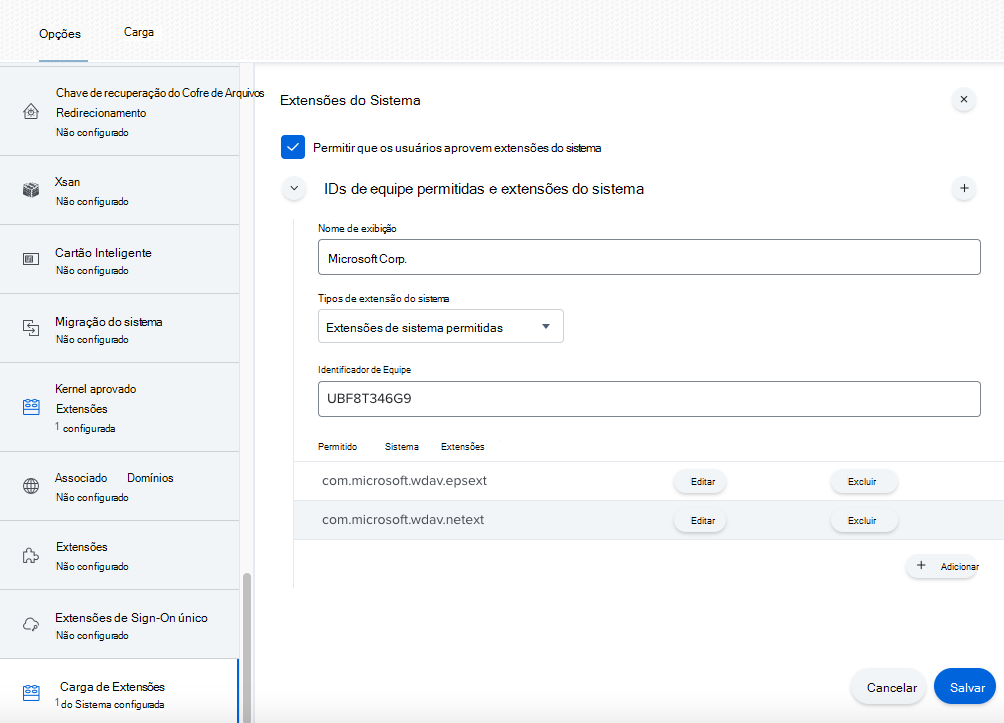 Opções
Carga
Chave de recuperação do Cofre de Arquivos
Redirecionamento
Não configurado
Xsan
Não configurado
Cartão Inteligente
Não configurado
Migração do sistema
Não configurado
Kernel aprovado
Extensões
1 configurada
Associado Domínios
Não configurado
Extensões
Não configurado
Extensões de Sign-On único
Não configurado
Carga de Extensões
1 do Sistema configurada
Extensões do Sistema
Permitir que os usuários aprovem extensões do sistema
IDs de equipe permitidas e extensões do sistema
Nome de exibição
Microsoft Corp.
Tipos de extensão do sistema
Extensões de sistema permitidas
Identificador de Equipe
UBF8T346G9
Permitido Sistema Extensões
com.microsoft.wdav.epsext Editar Excluir
com.microsoft.wdav.netext Editar Excluir
+ Adicionar
Cancelar Salvar